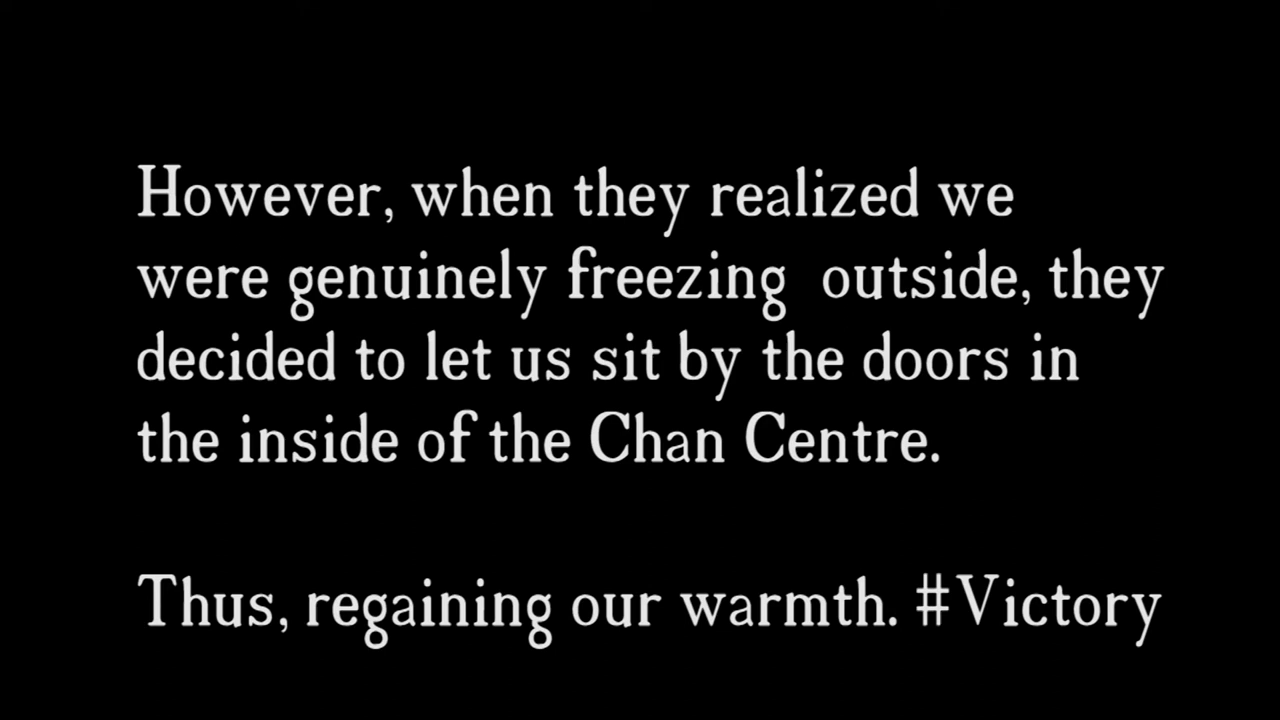 However, when they realized we
were genuinely freezing  outside, they
decided to let us sit by the doors in
the inside of the Chan Centre.
Thus, regaining our warmth. #Victory